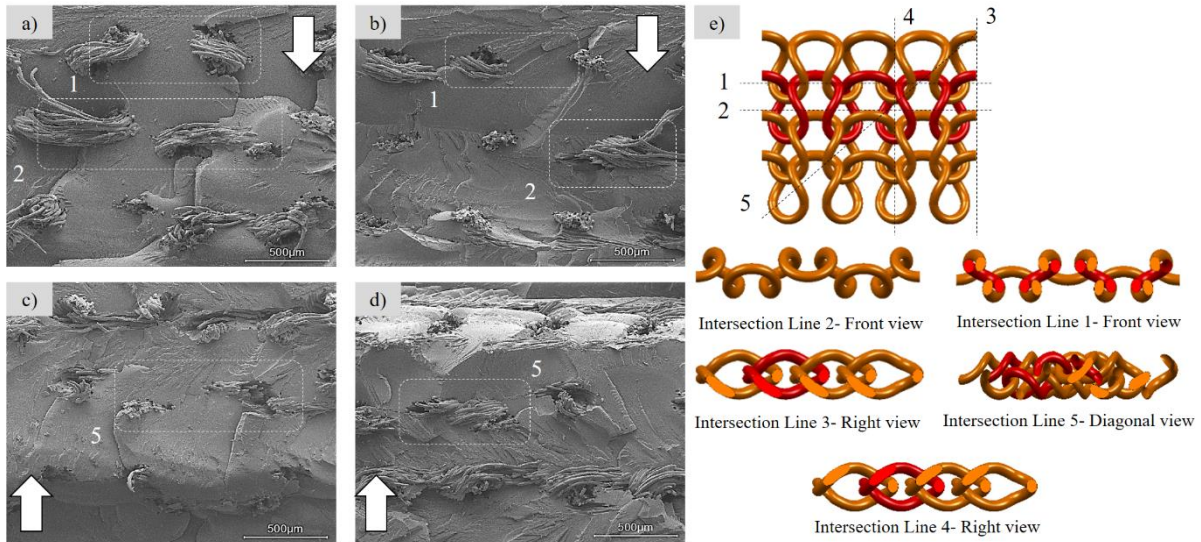 a)
1
2
500µm
b)
1
2
500µm
c)
5
500µm
d)
5
500µm
e)
4
3
1
2
5
Intersection Line 2- Front view
Intersection Line 1- Front view
Intersection Line 3- Right view
Intersection Line 5- Diagonal view
Intersection Line 4- Right view